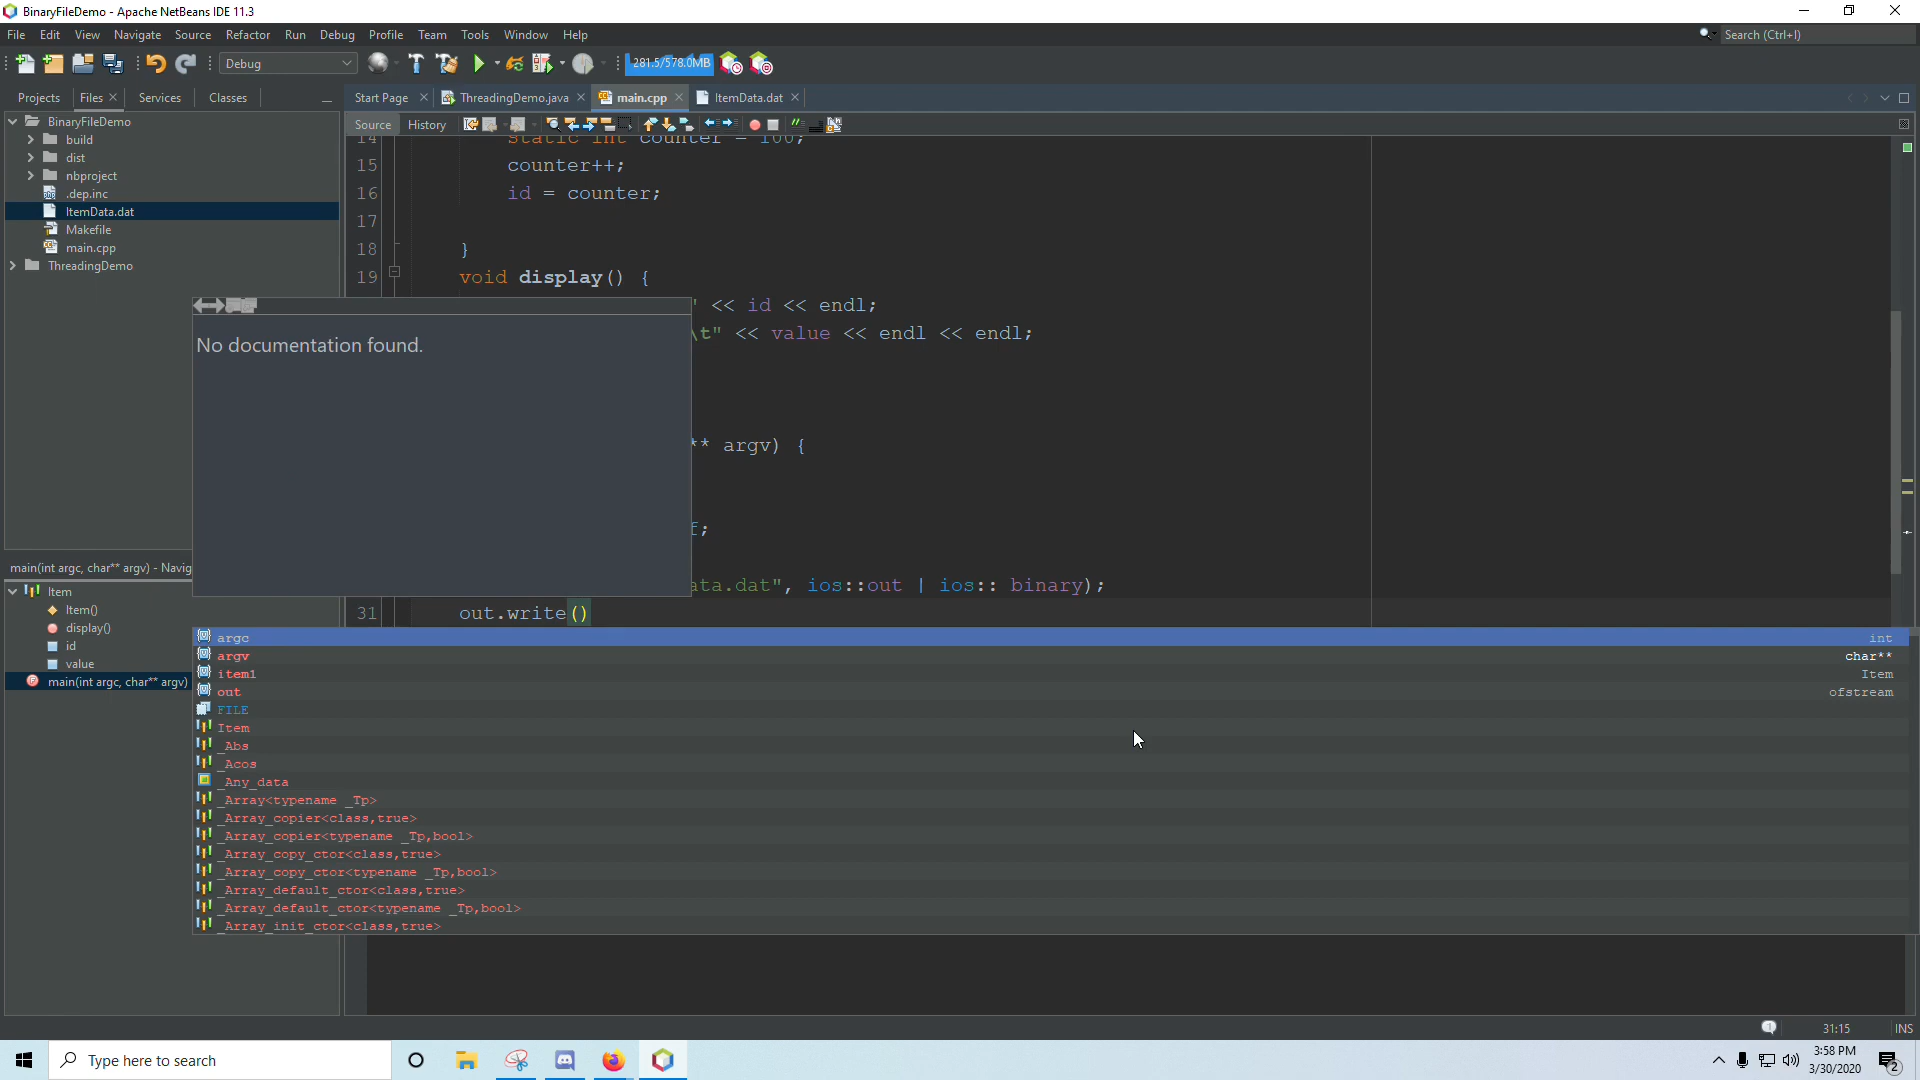 BinaryFileDemo - Apache NetBeans IDE 11.3
File Edit View Navigate Source Refactor Run Debug Profile Team Tools Window Help
Search (Ctrl+I)
Debug
281.5/578.0MB
Projects Files Services Classes
Start Page ThreadingDemo.java main.cpp ItemData.dat
Source History
BinaryFileDemo
build
dist
nbproject
.dep.inc
ItemData.dat
Makefile
main.cpp
ThreadingDemo
14 static int counter = 100;
15 counter++;
16 id = counter;
17
18 }
19 void display() {
" << id << endl;
\t" << value << endl << endl;
** argv) {
f;
ata.dat", ios::out | ios:: binary);
31 out.write()
No documentation found.
main(int argc, char** argv) - Navig
Item
Item()
display()
id
value
main(int argc, char** argv)
argc int
argv char**
item1 Item
out ofstream
FILE
Item
_Abs
_Acos
_Any_data
_Array<typename _Tp>
_Array_copier<class,true>
_Array_copier<typename _Tp,bool>
_Array_copy_ctor<class,true>
_Array_copy_ctor<typename _Tp,bool>
_Array_default_ctor<class,true>
_Array_default_ctor<typename _Tp,bool>
_Array_init_ctor<class,true>
31:15 INS
Type here to search
3:58 PM
3/30/2020
2